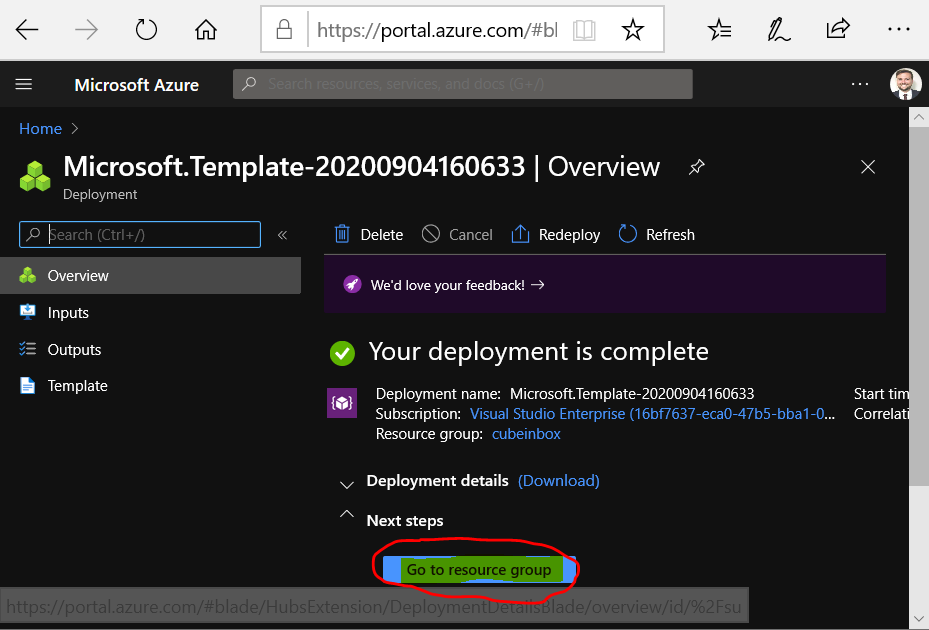 https://portal.azure.com/#bl
Microsoft Azure
Search resources, services, and docs (G+/)
Home
Microsoft.Template-20200904160633 | Overview
Deployment
Search (Ctrl+/)
Delete
Cancel
Redeploy
Refresh
Overview
Inputs
Outputs
Template
We'd love your feedback! →
Your deployment is complete
Deployment name: Microsoft.Template-20200904160633
Start tim
Subscription: Visual Studio Enterprise (16bf7637-eca0-47b5-bba1-0...
Correlati
Resource group: cubeinbox
Deployment details (Download)
Next steps
Go to resource group
https://portal.azure.com/#blade/HubsExtension/DeploymentDetailsBlade/overview/id/%2Fsu